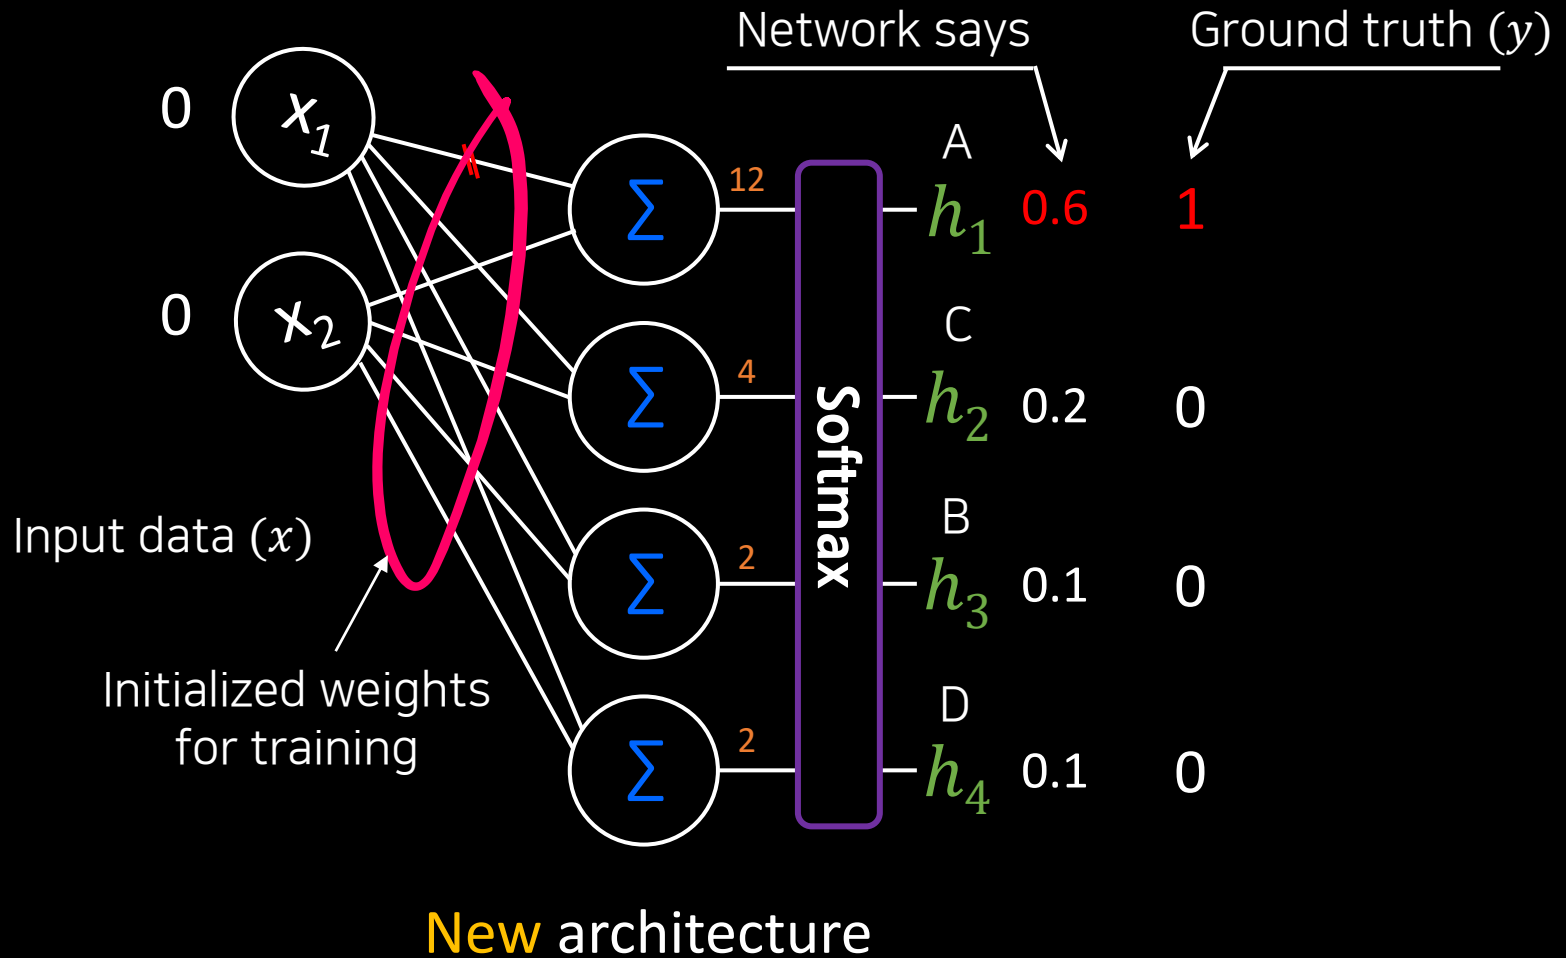 Network says
Ground truth (y)
0
x1
A
12
Σ
h1
0.6
1
0
x2
C
4
Σ
h2
0.2
0
Softmax
Input data (x)
B
2
Σ
h3
0.1
0
Initialized weights
for training
D
2
Σ
h4
0.1
0
New architecture